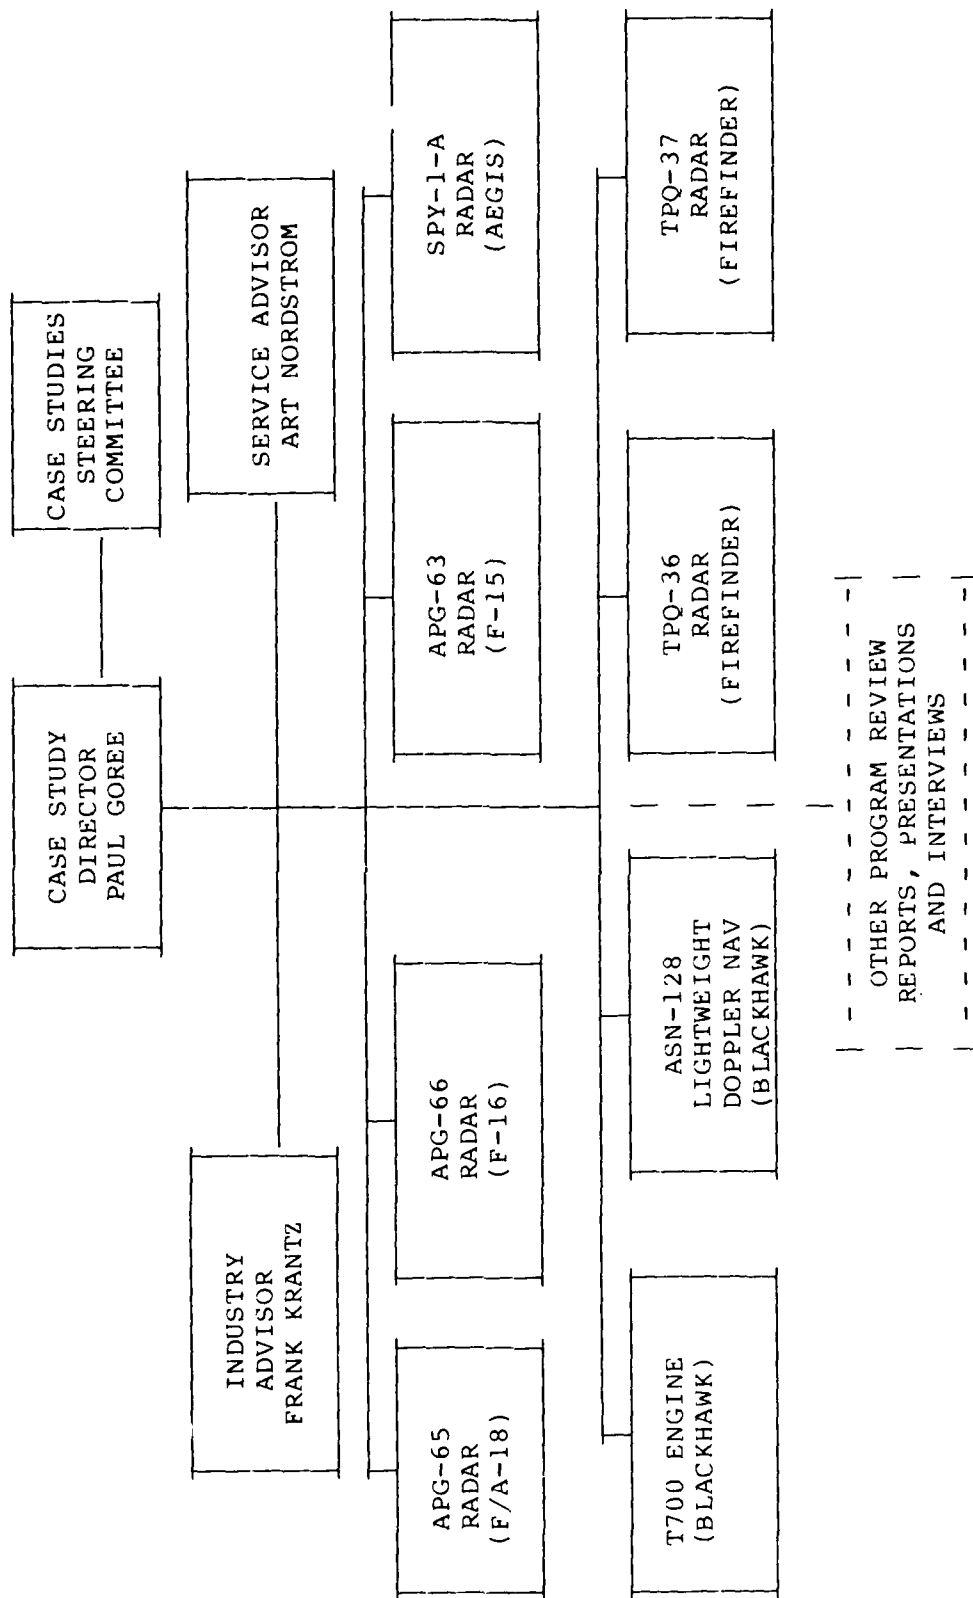 CASE STUDY
DIRECTOR
PAUL GOREE
CASE STUDIES
STEERING
COMMITTEE
INDUSTRY
ADVISOR
FRANK KRANTZ
SERVICE ADVISOR
ART NORDSTROM
APG-65
RADAR
(F/A-18)
APG-66
RADAR
(F-16)
APG-63
RADAR
(F-15)
SPY-1-A
RADAR
(AEGIS)
T700 ENGINE
(BLACKHAWK)
ASN-128
LIGHTWEIGHT
DOPPLER NAV
(BLACKHAWK)
TPQ-36
RADAR
(FIREFINDER)
TPQ-37
RADAR
(FIREFINDER)
OTHER PROGRAM REVIEW
REPORTS, PRESENTATIONS
AND INTERVIEWS